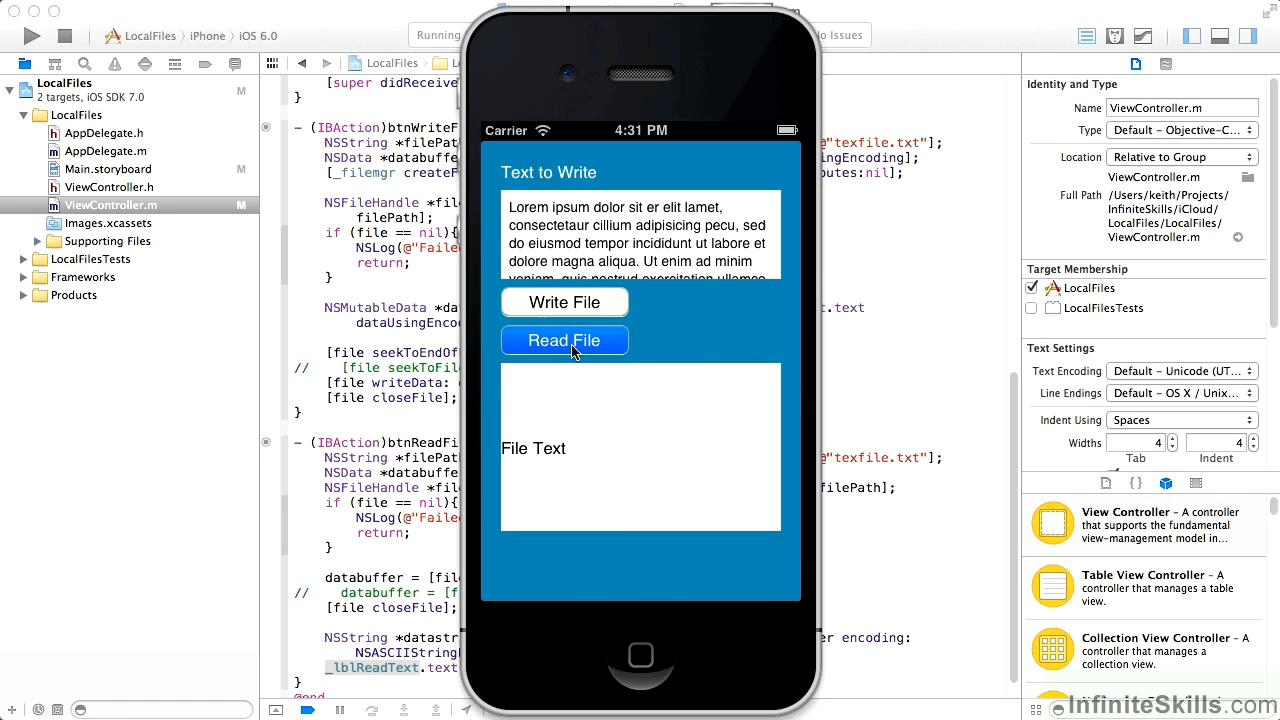 LocalFiles
iPhone
iOS 6.0
Running
No Issues
LocalFiles
LocalFiles
2 targets, iOS SDK 7.0
M
LocalFiles
AppDelegate.h
AppDelegate.m
Main.storyboard
M
ViewController.h
ViewController.m
M
Images.xcassets
Supporting Files
LocalFilesTests
Frameworks
Products
[super didReceive
}
- (IBAction)btnWriteF
NSString *filePat
@"texfile.txt"];
NSData *databuffe
ingEncoding];
[_filemgr createF
butes:nil];
NSFileHandle *fil
filePath];
if (file == nil){
NSLog(@"Faile
return;
}
NSMutableData *da
t.text
dataUsingEnco
[file seekToEndOf
// [file seekToFile
[file writeData: d
[file closeFile];
}
- (IBAction)btnReadFi
NSString *filePat
@"texfile.txt"];
NSData *databuffe
NSFileHandle *fil
filePath];
if (file == nil){
NSLog(@"Faile
return;
}
databuffer = [fil
// databuffer = [f
[file closeFile];
NSString *datastr
er encoding:
NSASCIIString
_lblReadText.text
}
@end
Carrier
4:31 PM
Text to Write
Lorem ipsum dolor sit er elit lamet,
consectetaur cillium adipisicing pecu, sed
do eiusmod tempor incididunt ut labore et
dolore magna aliqua. Ut enim ad minim
veniam, quis nostrud exercitation ullamco
Write File
Read File
File Text
Identity and Type
Name
ViewController.m
Type
Default - Objective-C...
Location
Relative to Group
ViewController.m
Full Path
/Users/keith/Projects/
InfiniteSkills/iCloud/
LocalFiles/LocalFiles/
ViewController.m
Target Membership
LocalFiles
LocalFilesTests
Text Settings
Text Encoding
Default - Unicode (UT...
Line Endings
Default - OS X / Unix...
Indent Using
Spaces
Widths
4
4
Tab
Indent
View Controller - A controller
that supports the fundamental
view-management model in...
Table View Controller - A
controller that manages a table
view.
Collection View Controller - A
controller that manages a
collection view.
InfiniteSkills.com